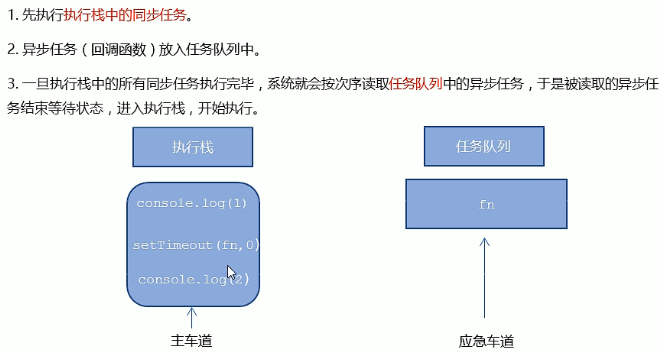 1. 先执行执行栈中的同步任务。
2. 异步任务（回调函数）放入任务队列中。
3. 一旦执行栈中的所有同步任务执行完毕，系统就会按次序读取任务队列中的异步任务，于是被读取的异步任
务结束等待状态，进入执行栈，开始执行。
执行栈
任务队列
console.log(1)
fn
setTimeout(fn,0)
console.log(2)
主车道
应急车道